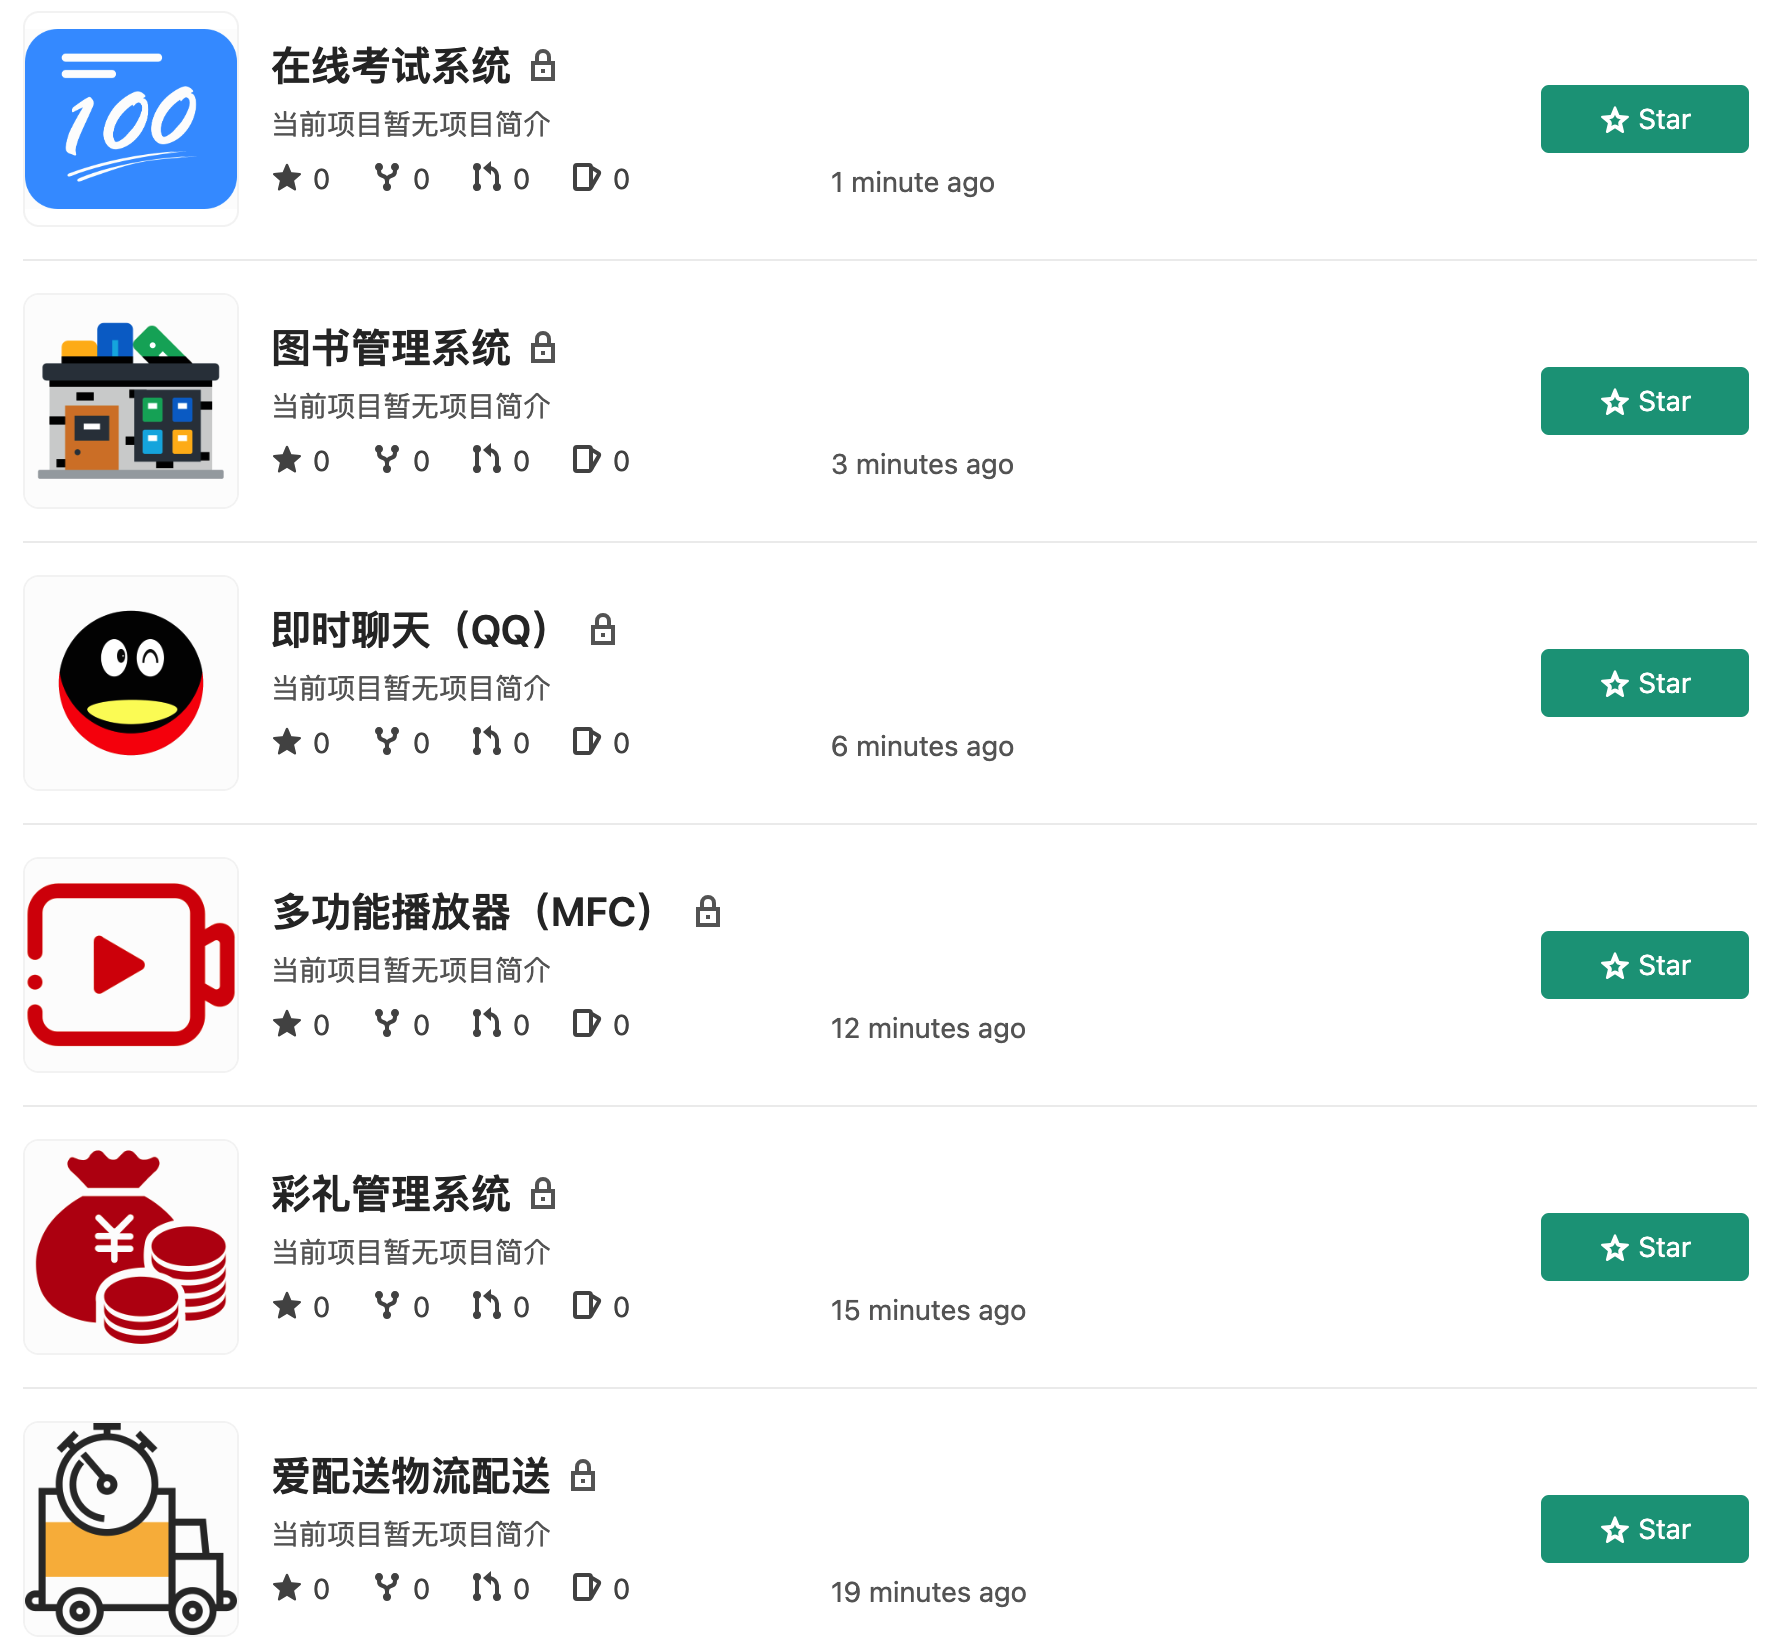 100
在线考试系统
当前项目暂无项目简介
0 0 0 0
1 minute ago
Star
图书管理系统
当前项目暂无项目简介
0 0 0 0
3 minutes ago
Star
即时聊天（QQ）
当前项目暂无项目简介
0 0 0 0
6 minutes ago
Star
多功能播放器（MFC）
当前项目暂无项目简介
0 0 0 0
12 minutes ago
Star
¥
彩礼管理系统
当前项目暂无项目简介
0 0 0 0
15 minutes ago
Star
爱配送物流配送
当前项目暂无项目简介
0 0 0 0
19 minutes ago
Star